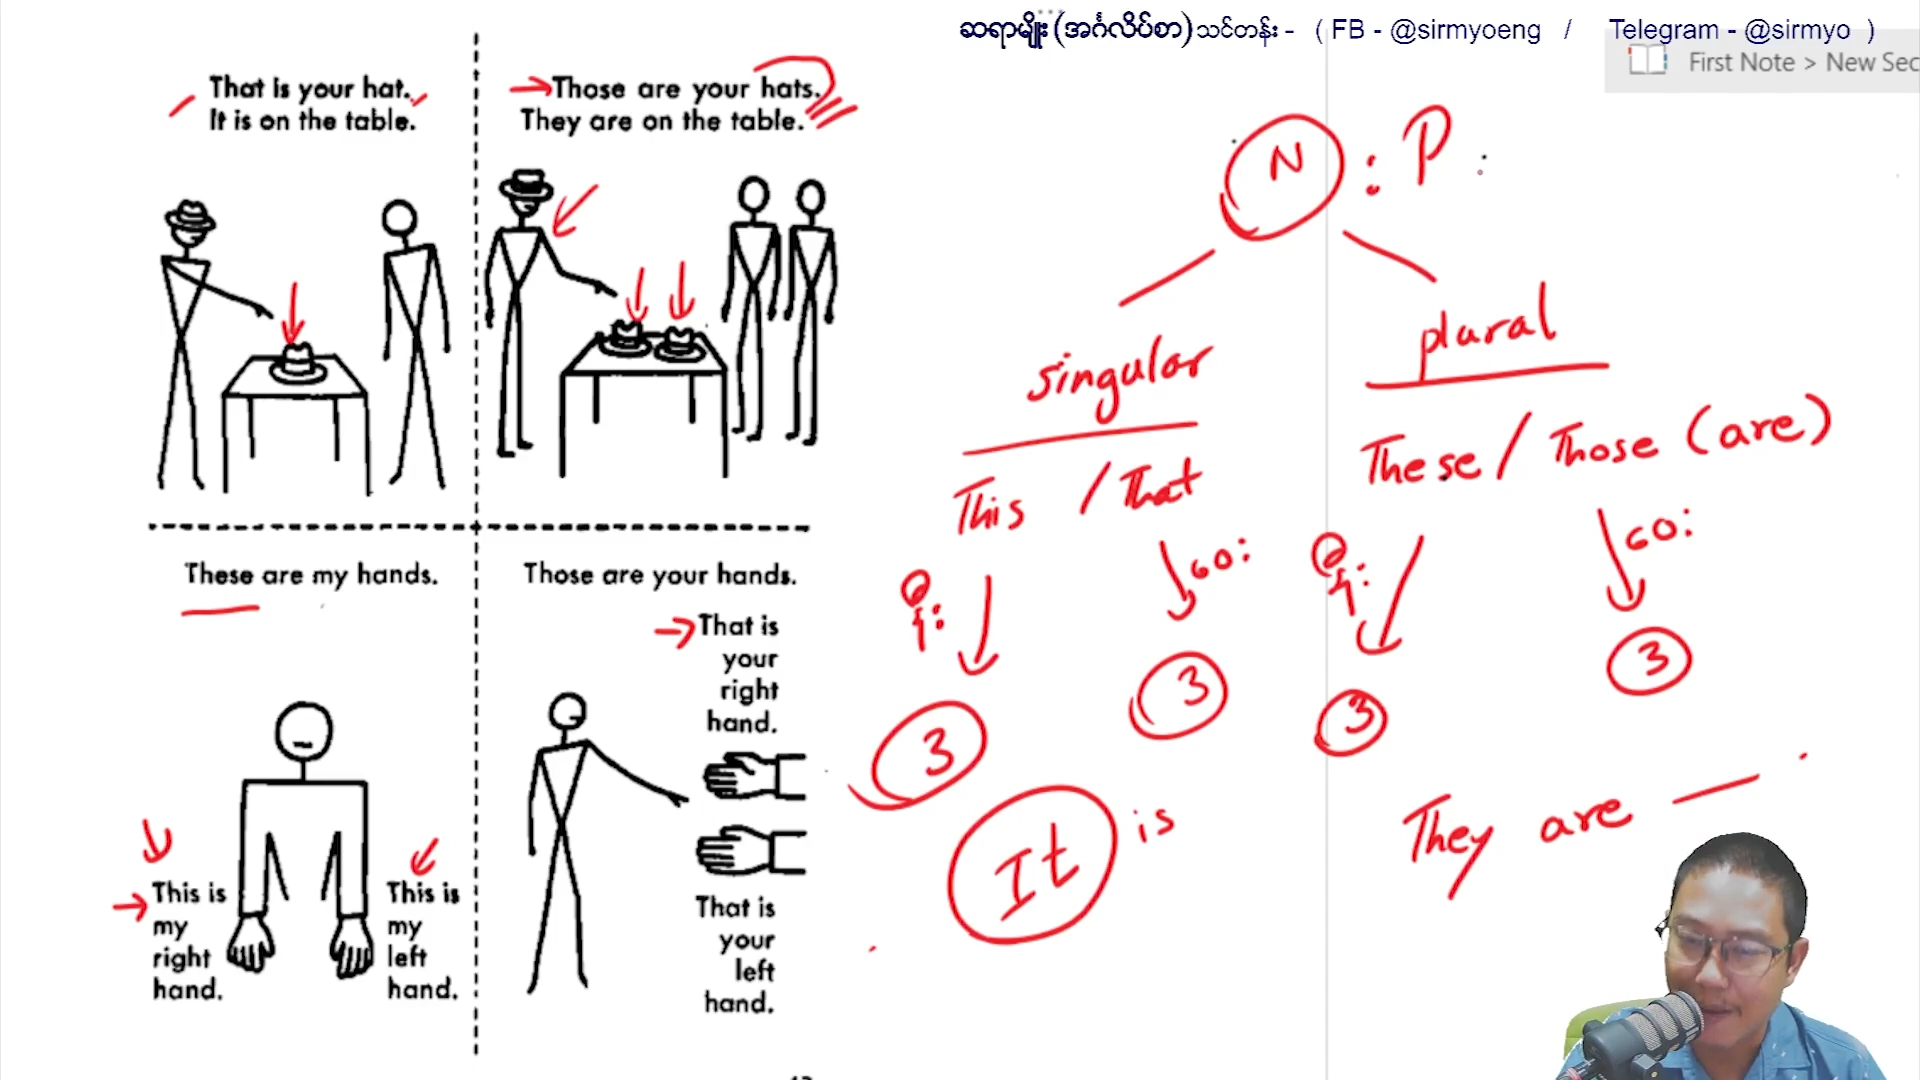 ဆရာမျိုး(အင်္ဂလိပ်စာ)သင်တန်း - ( FB - @sirmyoeng / Telegram - @sirmyo )
First Note > New Sec
That is your hat.
It is on the table.
Those are your hats.
They are on the table.
These are my hands.
This is
my
right
hand.
This is
my
left
hand.
Those are your hands.
That is
your
right
hand.
That is
your
left
hand.
N : P
singular
plural
This / That
These / Those (are)
3
3
3
3
It is
They are